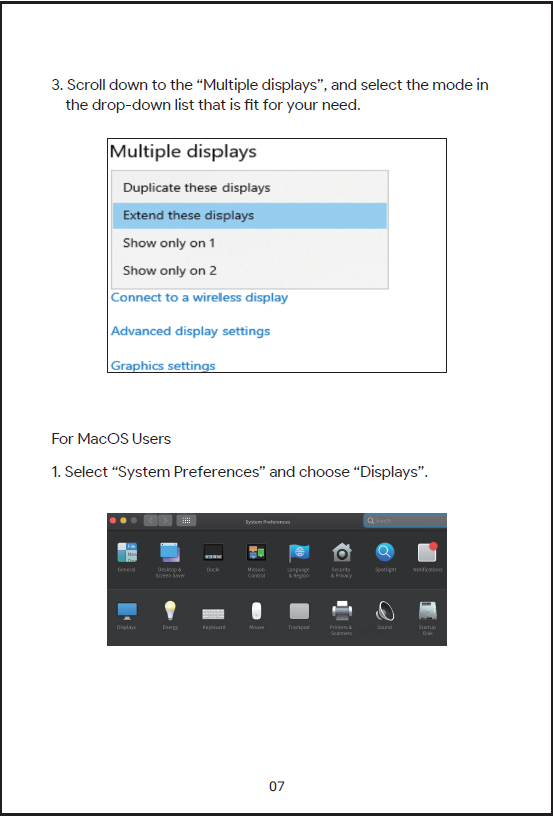 3. Scroll down to the “Multiple displays”, and select the mode in
the drop-down list that is fit for your need.
Multiple displays
Duplicate these displays
Extend these displays
Show only on 1
Show only on 2
Connect to a wireless display
Advanced display settings
Graphics settings
For MacOS Users
1. Select “System Preferences” and choose “Displays”.
System Preferences
Search
General
Desktop &
Screen Saver
Dock
Mission
Control
Language
& Region
Security
& Privacy
Spotlight
Notifications
Displays
Energy
Keyboard
Mouse
Trackpad
Printers &
Scanners
Sound
Startup
Disk
07